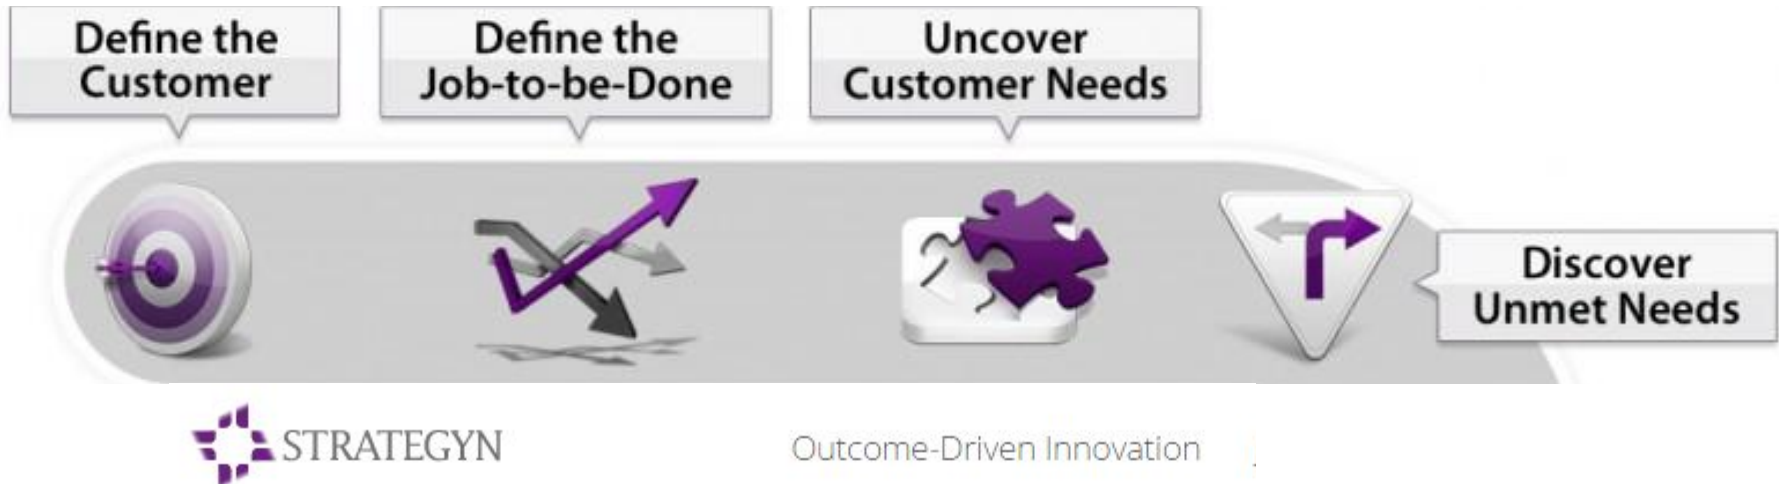 Define the
Customer
Define the
Job-to-be-Done
Uncover
Customer Needs
Discover
Unmet Needs
STRATEGYN
Outcome-Driven Innovation